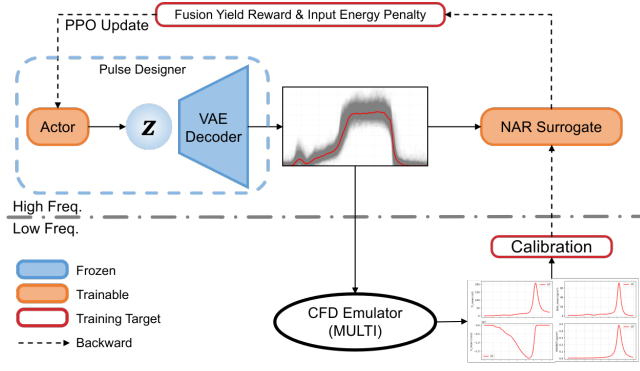 Fusion Yield Reward & Input Energy Penalty
PPO Update
Pulse Designer
Actor
z
VAE
Decoder
NAR Surrogate
High Freq.
Low Freq.
Calibration
Frozen
Trainable
Training Target
Backward
CFD Emulator
(MULTI)